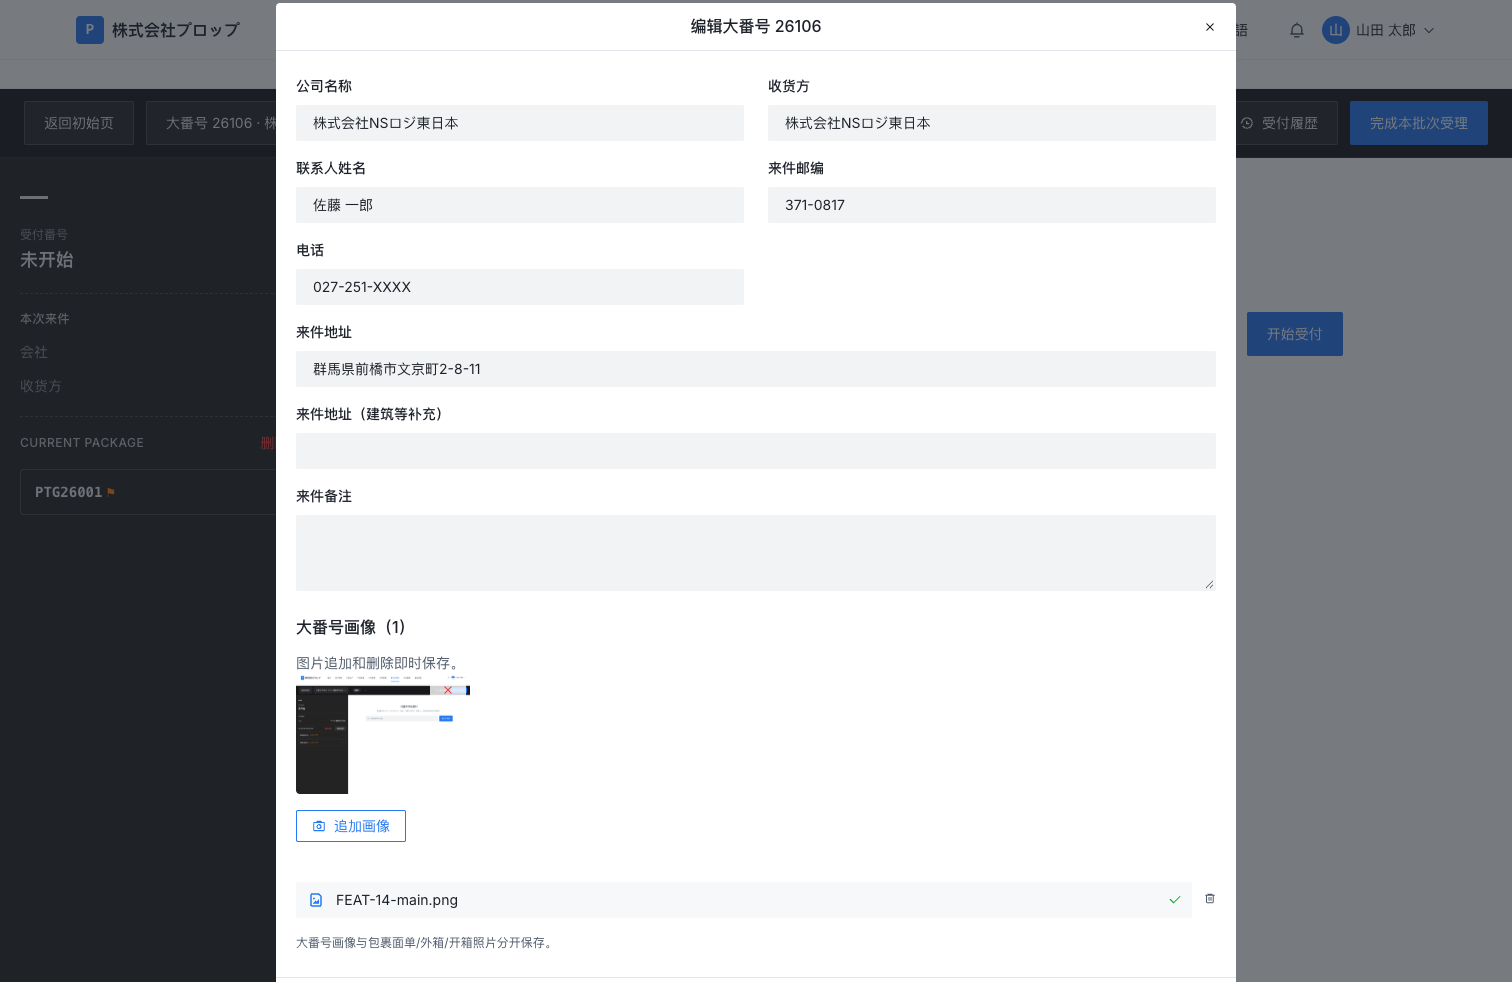 P 株式会社プロップ
編辑大番号 26106
語
山 山田 太郎
返回初始页
大番号 26106 · 株
受付履歴
完成本批次受理
受付番号
未开始
本次来件
会社
收货方
CURRENT PACKAGE
删
PTG26001
公司名称
株式会社NSロジ東日本
收货方
株式会社NSロジ東日本
联系人姓名
佐藤 一郎
来件邮编
371-0817
电话
027-251-XXXX
来件地址
群馬県前橋市文京町2-8-11
来件地址（建筑等补充）
来件备注
大番号画像（1）
图片追加和删除即时保存。
追加画像
FEAT-14-main.png
大番号画像与包裹面单/外箱/开箱照片分开保存。
开始受付